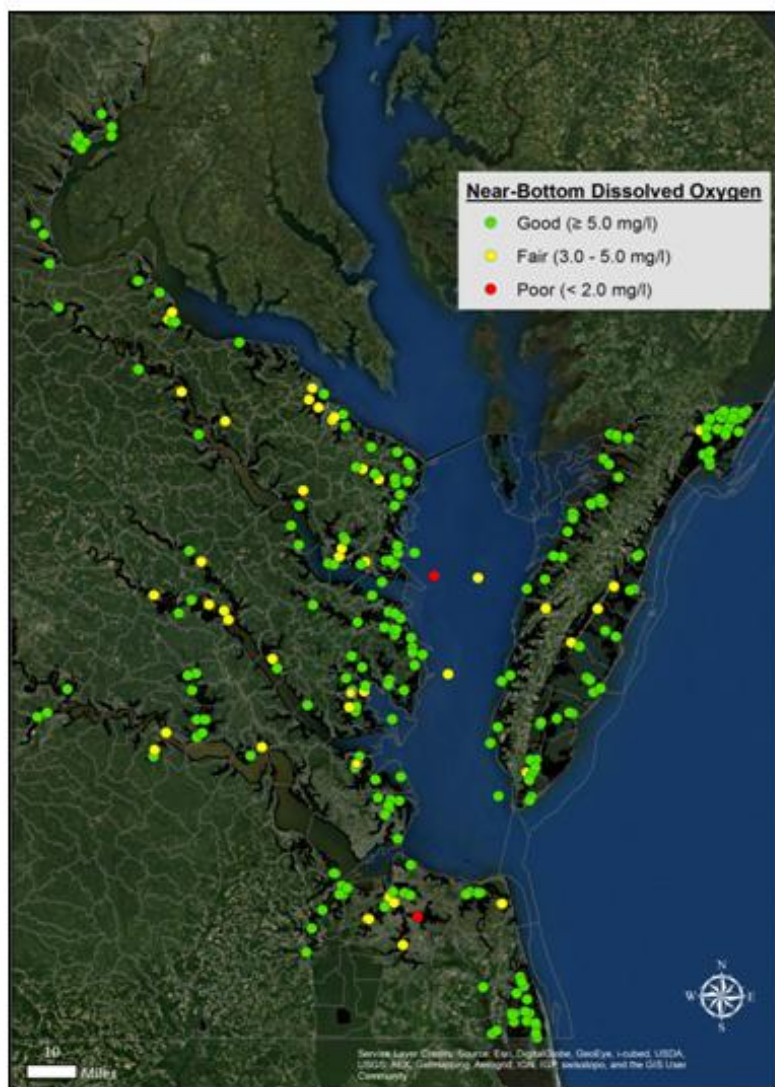 Near-Bottom Dissolved Oxygen
Good (≥ 5.0 mg/l)
Fair (3.0 - 5.0 mg/l)
Poor (< 2.0 mg/l)
N
W E
S
10
Miles
Service Layer Credits: Source: Esri, DigitalGlobe, GeoEye, i-cubed, USDA,
USGS, AEX, Getmapping, Aerogrid, IGN, IGP, swisstopo, and the GIS User
Community